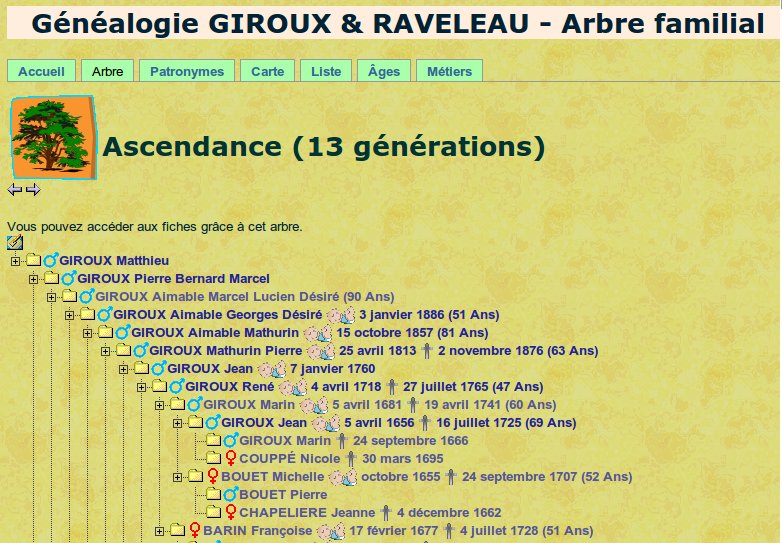 Généalogie GIROUX & RAVELEAU - Arbre familial
Accueil Arbre Patronymes Carte Liste Âges Métiers
Ascendance (13 générations)
Vous pouvez accéder aux fiches grâce à cet arbre.
GIROUX Matthieu
GIROUX Pierre Bernard Marcel
GIROUX Aimable Marcel Lucien Désiré (90 Ans)
GIROUX Aimable Georges Désiré 3 janvier 1886 (51 Ans)
GIROUX Aimable Mathurin 15 octobre 1857 (81 Ans)
GIROUX Mathurin Pierre 25 avril 1813 2 novembre 1876 (63 Ans)
GIROUX Jean 7 janvier 1760
GIROUX René 4 avril 1718 27 juillet 1765 (47 Ans)
GIROUX Marin 5 avril 1681 19 avril 1741 (60 Ans)
GIROUX Jean 5 avril 1656 16 juillet 1725 (69 Ans)
GIROUX Marin 24 septembre 1666
COUPPÉ Nicole 30 mars 1695
BOUET Michelle octobre 1655 24 septembre 1707 (52 Ans)
BOUET Pierre
CHAPELIERE Jeanne 4 décembre 1662
BARIN Françoise 17 février 1677 4 juillet 1728 (51 Ans)